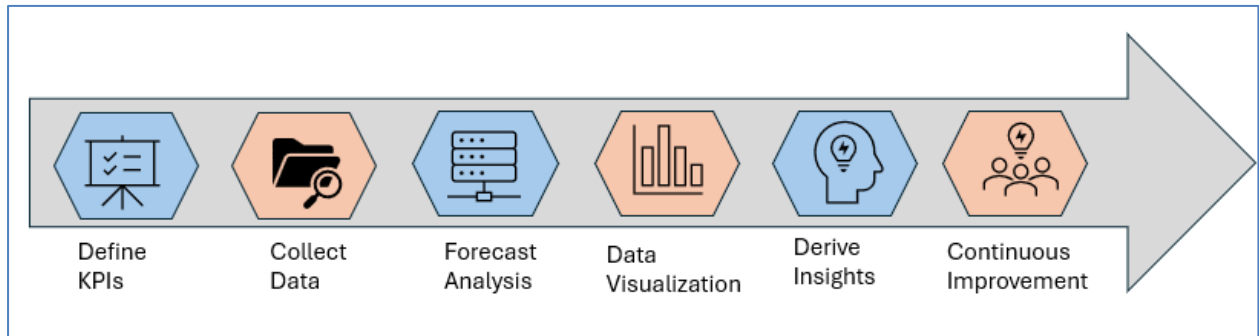 Define
KPIs
Collect
Data
Forecast
Analysis
Data
Visualization
Derive
Insights
Continuous
Improvement